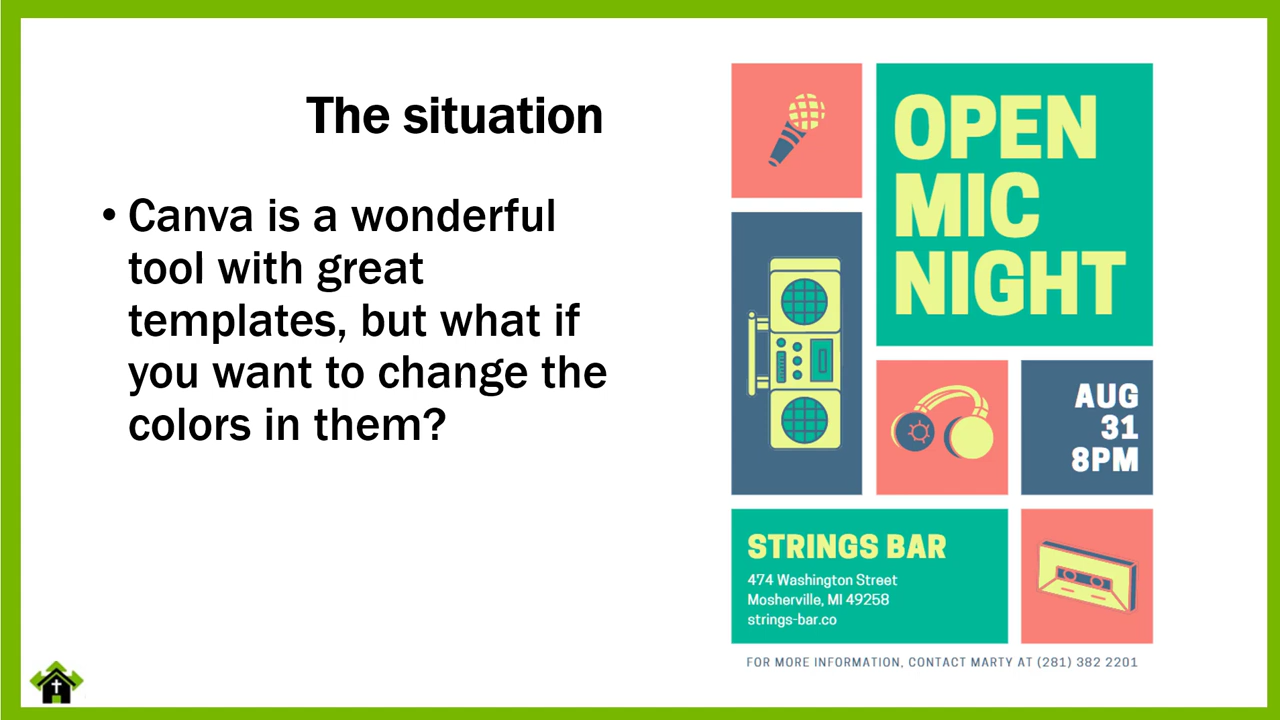 The situation
• Canva is a wonderful
tool with great
templates, but what if
you want to change the
colors in them?
OPEN
MIC
NIGHT
AUG
31
8PM
STRINGS BAR
474 Washington Street
Mosherville, MI 49258
strings-bar.co
FOR MORE INFORMATION, CONTACT MARTY AT (281) 382 2201